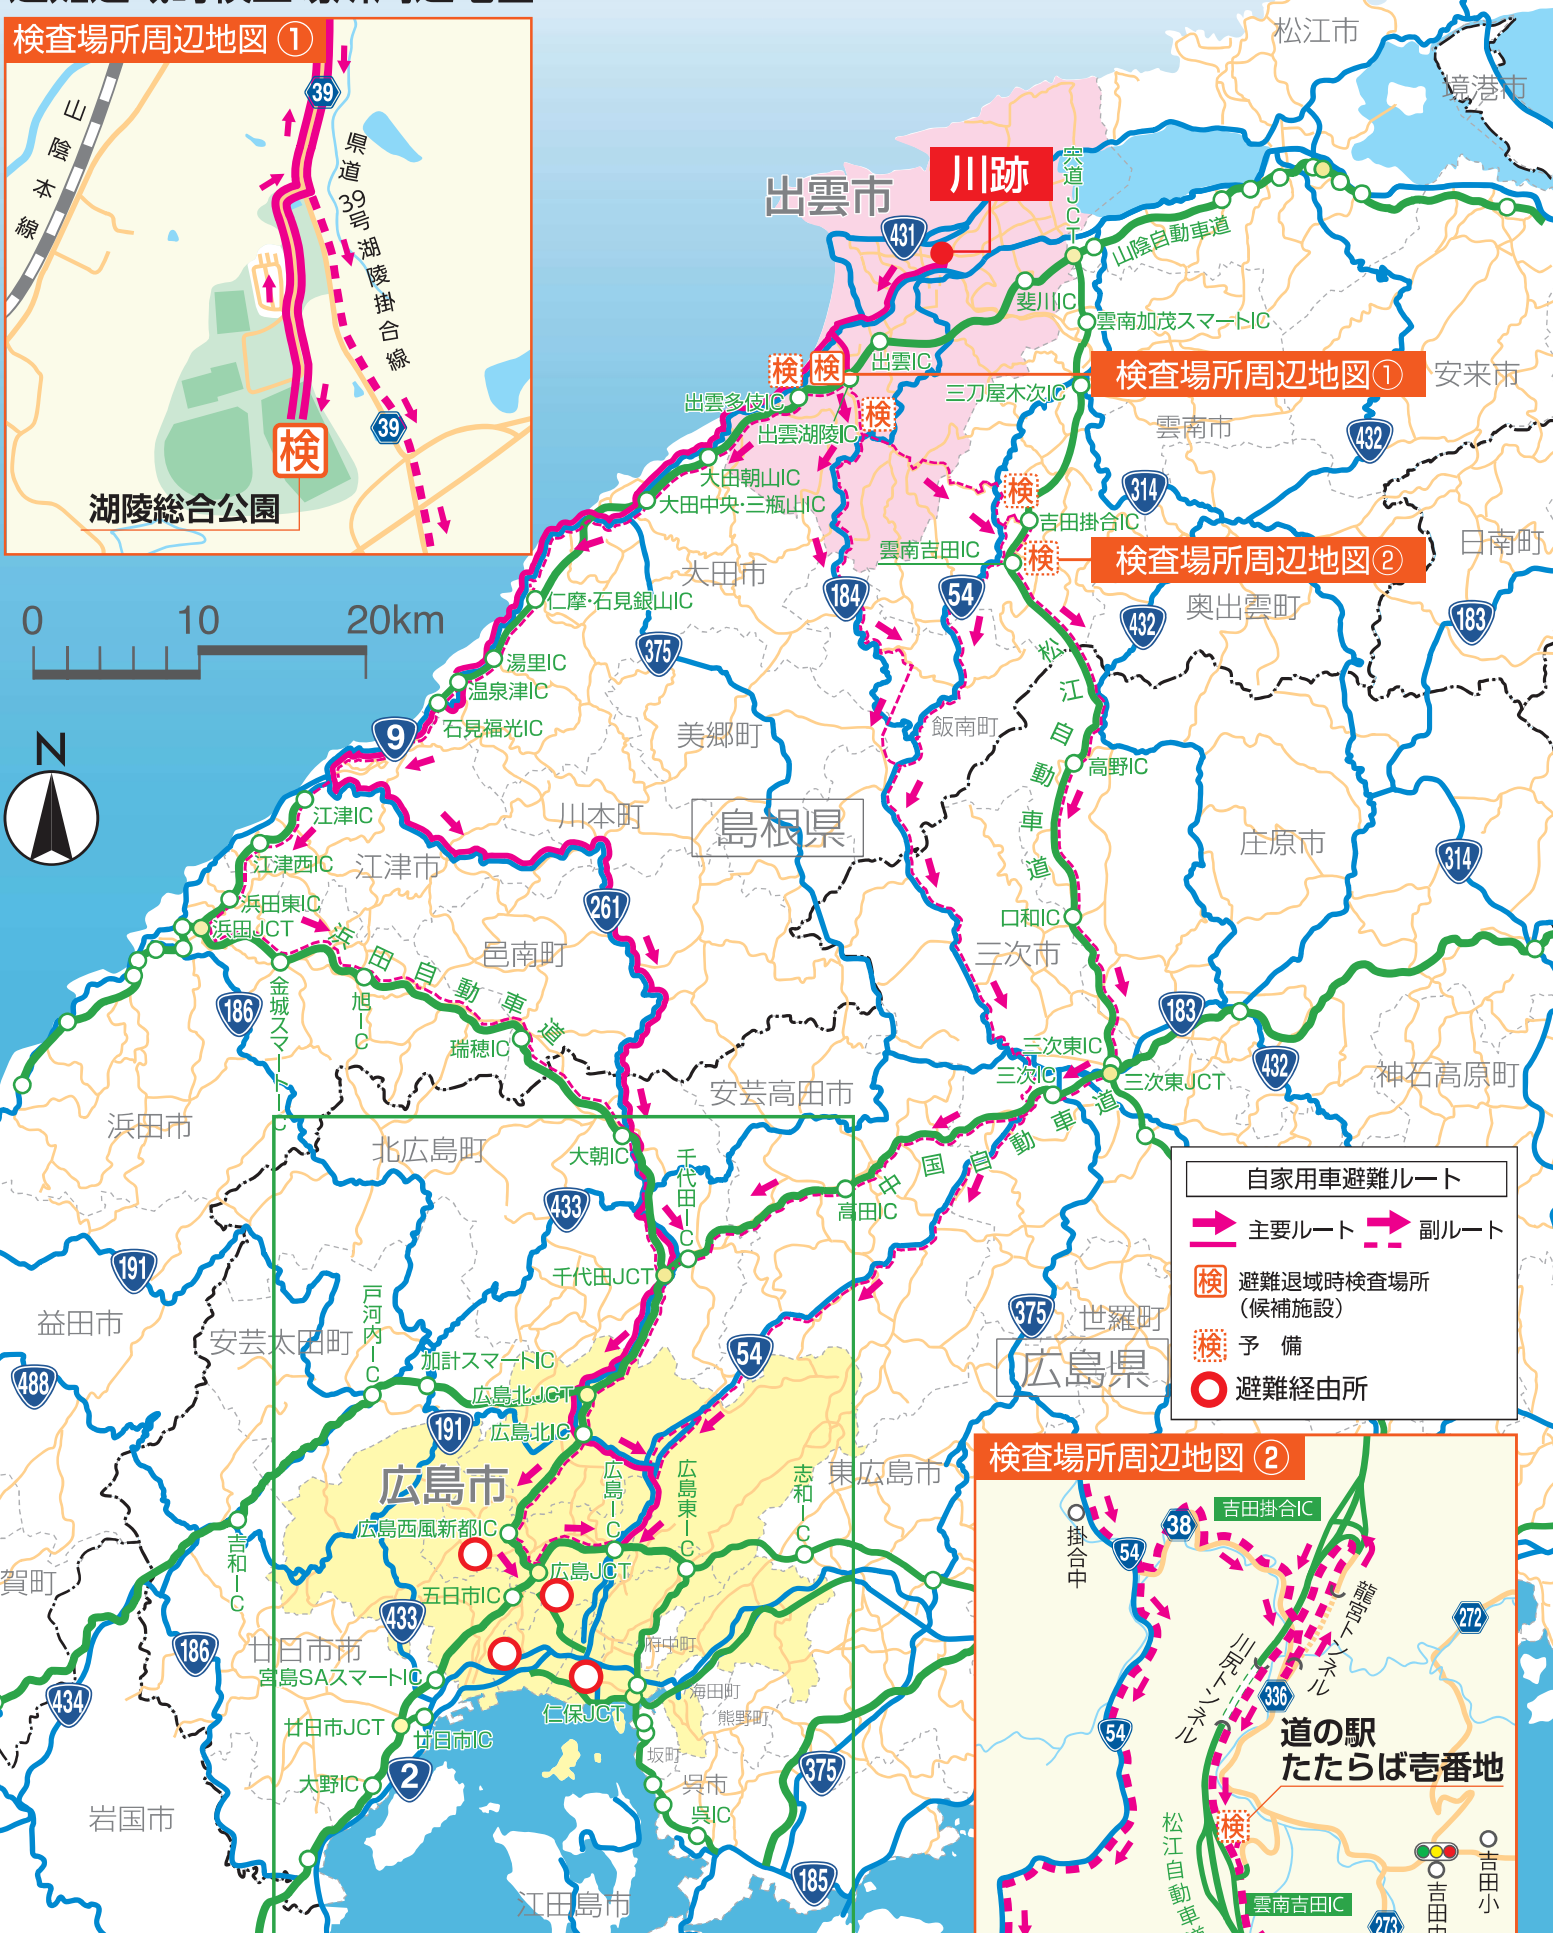 検査場所周辺地図 ①
39
山陰本線
県道39号湖陵掛合線
39
検
湖陵総合公園
0 10 20km
N
松江市
境港市
出雲市
川跡
宍道JCT
431
山陰自動車道
斐川IC
雲南加茂スマートIC
出雲IC
検
検
検査場所周辺地図①
安来市
出雲多伎IC
三刀屋木次IC
検
出雲湖陵IC
雲南市
432
大田朝山IC
検
314
大田中央・三瓶山IC
吉田掛合IC
日南町
雲南吉田IC
検
検査場所周辺地図②
大田市
仁摩・石見銀山IC
184
54
奥出雲町
432
183
375
松江自動車道
湯里IC
温泉津IC
石見福光IC
9
美郷町
飯南町
高野IC
江津IC
川本町
島根県
庄原市
314
江津西IC
江津市
浜田東IC
261
口和IC
浜田JCT
浜田自動車道
邑南町
三次市
186
金城スマートIC
旭IC
瑞穂IC
183
三次東IC
三次IC
三次東JCT
432
神石高原町
浜田市
安芸高田市
中国自動車道
北広島町
大朝IC
千代田IC
433
高田IC
191
千代田JCT
戸河内IC
益田市
安芸太田町
加計スマートIC
54
375
世羅町
広島県
488
広島北JCT
191
広島北IC
広島市
広島IC
広島東IC
志和IC
東広島市
広島西風新都IC
吉和IC
広島JCT
賀町
五日市IC
433
186
廿日市市
府中町
宮島SAスマートIC
434
海田町
仁保JCT
熊野町
廿日市JCT
廿日市IC
坂町
2
大野IC
呉市
375
岩国市
呉IC
185
江田島市
自家用車避難ルート
主要ルート 副ルート
検 避難退域時検査場所
(候補施設)
検 予 備
避難経由所
検査場所周辺地図 ②
吉田掛合IC
掛合中
38
54
龍宮トンネル
272
川尻トンネル
336
54
道の駅
たたらば壱番地
検
松江自動車
吉田小
吉田
雲南吉田IC
273